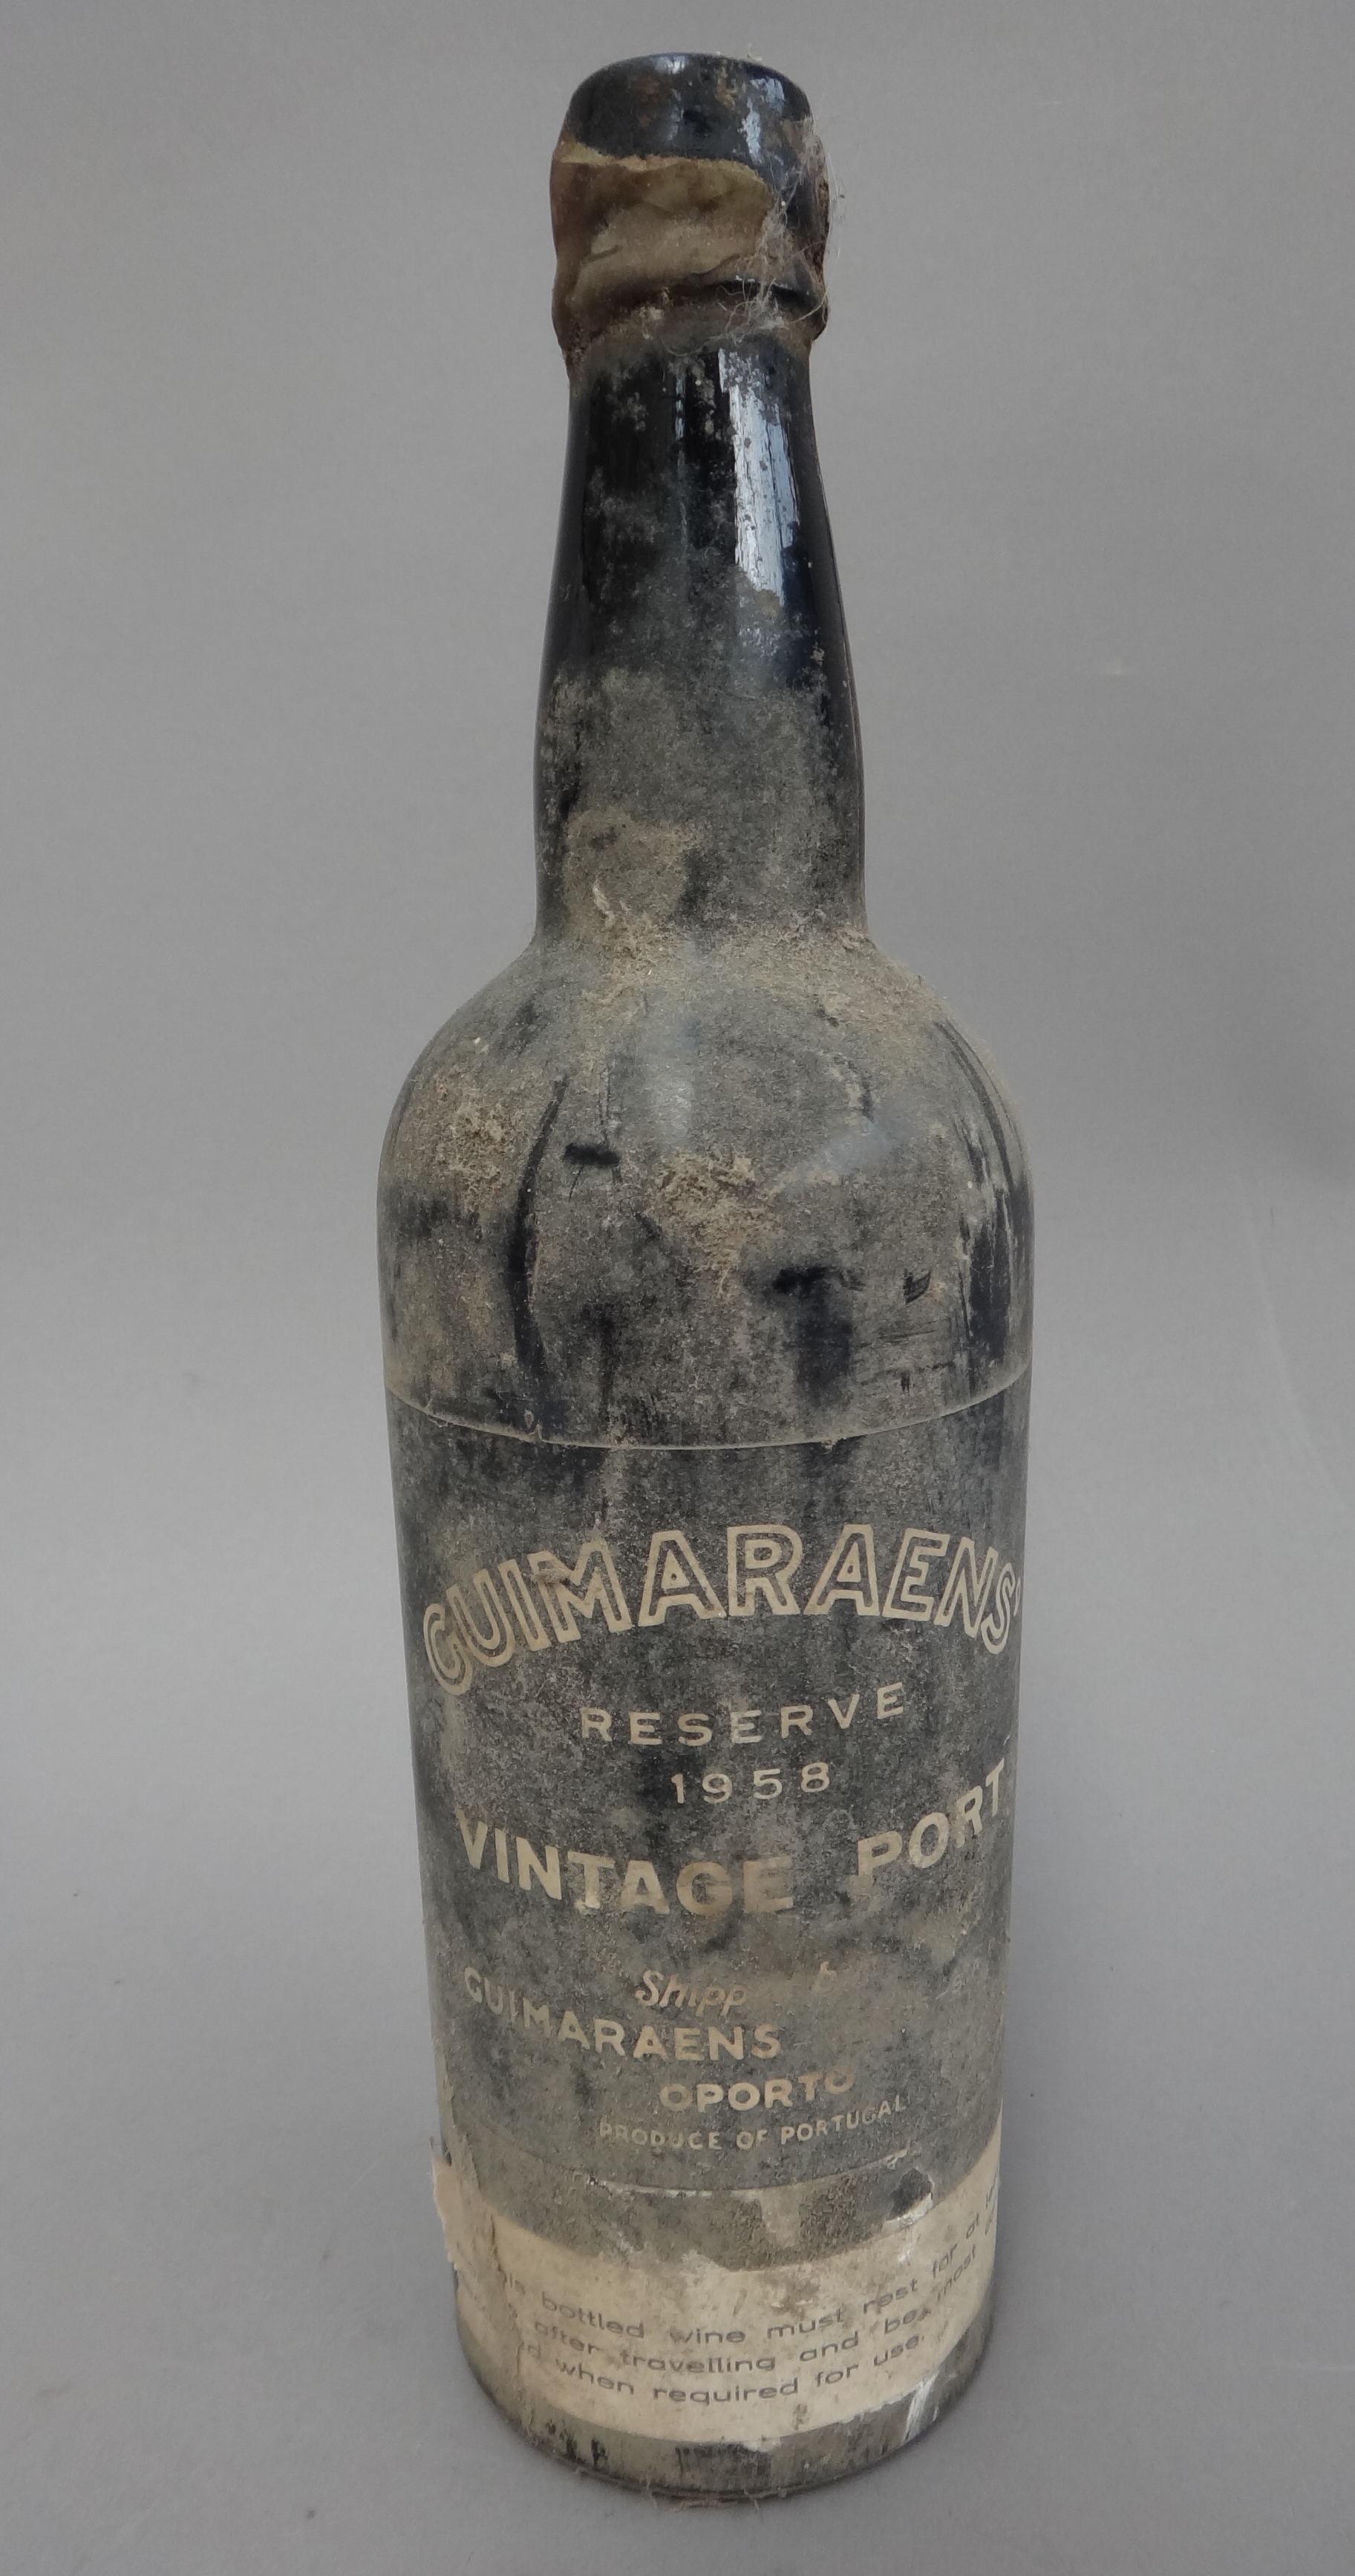 GUIMARAENS'
RESERVE
1958
VINTAGE PORT
GUIMARAENS
OPORTO
PRODUCE OF PORTUGAL
bottled wine must rest for at
after travelling and be most
when required for use.